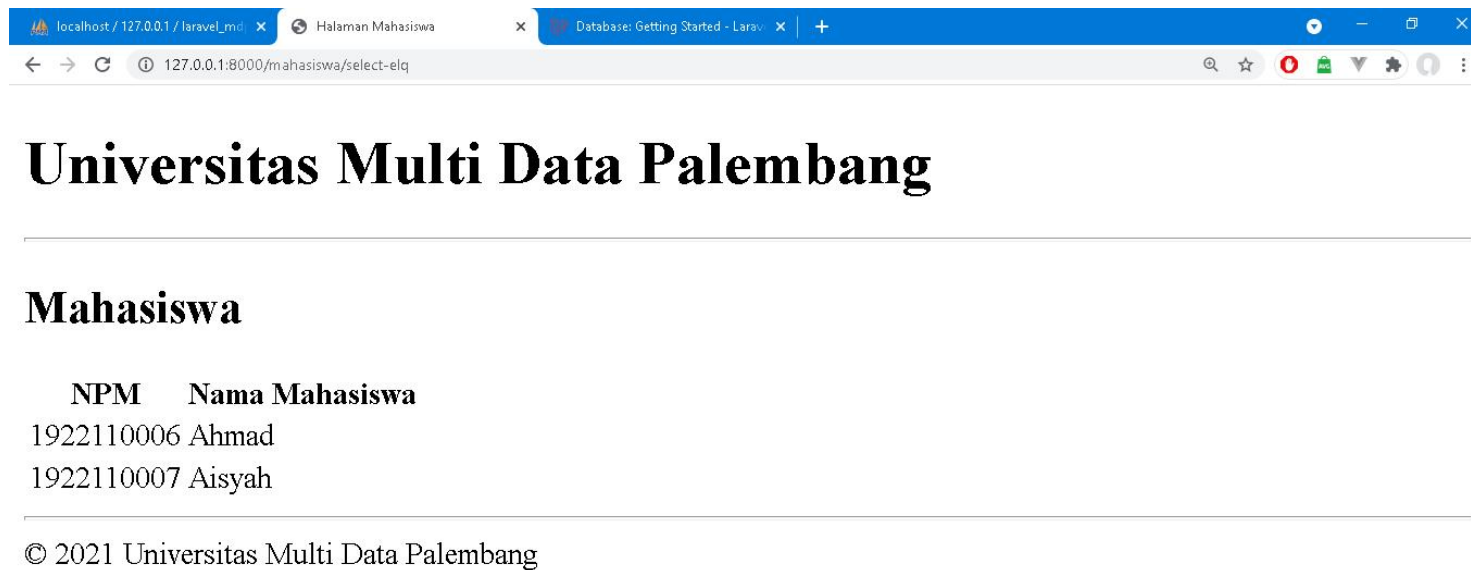 localhost / 127.0.0.1 / laravel_md
Halaman Mahasiswa
Database: Getting Started - Larav
127.0.0.1:8000/mahasiswa/select-elq
Universitas Multi Data Palembang
Mahasiswa
NPM Nama Mahasiswa
1922110006 Ahmad
1922110007 Aisyah
© 2021 Universitas Multi Data Palembang